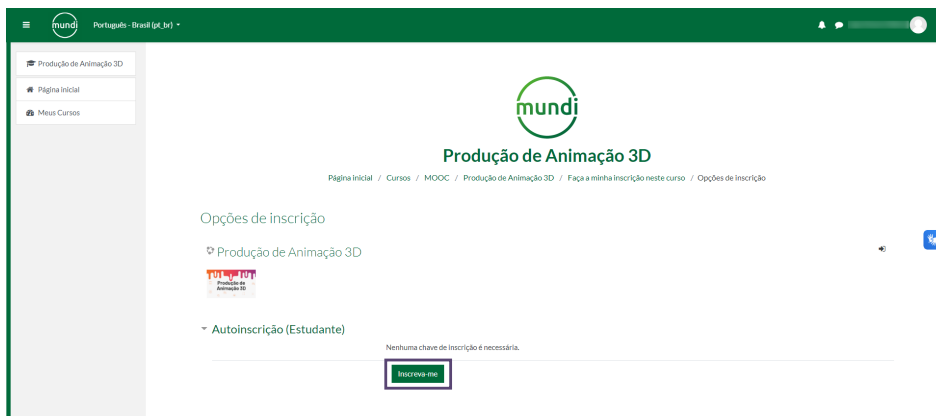 mundi Português - Brasil (pt_br)
Produção de Animação 3D
Página inicial
Meus Cursos
mundi
Produção de Animação 3D
Página inicial / Cursos / MOOC / Produção de Animação 3D / Faça a minha inscrição neste curso / Opções de inscrição
Opções de inscrição
Produção de Animação 3D
Produção de
Animação 3D
Autoinscrição (Estudante)
Nenhuma chave de inscrição é necessária.
Inscreva-me